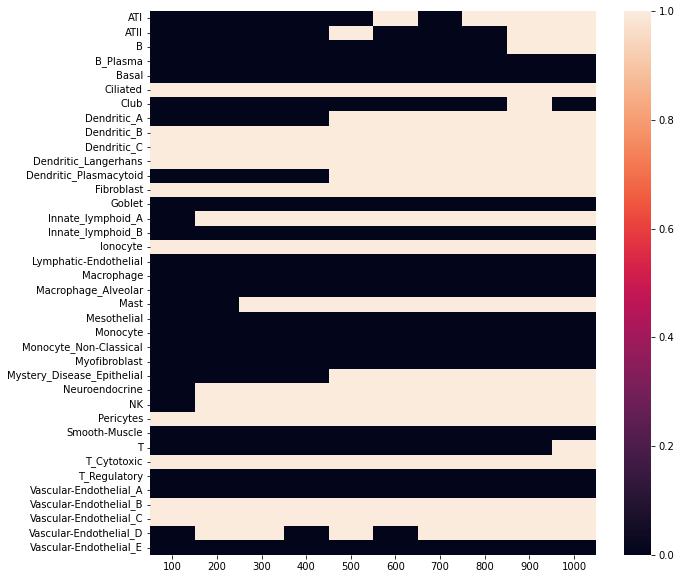 ATI
ATII
B
B_Plasma
Basal
Ciliated
Club
Dendritic_A
Dendritic_B
Dendritic_C
Dendritic_Langerhans
Dendritic_Plasmacytoid
Fibroblast
Goblet
Innate_lymphoid_A
Innate_lymphoid_B
Ionocyte
Lymphatic-Endothelial
Macrophage
Macrophage_Alveolar
Mast
Mesothelial
Monocyte
Monocyte_Non-Classical
Myofibroblast
Mystery_Disease_Epithelial
Neuroendocrine
NK
Pericytes
Smooth-Muscle
T
T_Cytotoxic
T_Regulatory
Vascular-Endothelial_A
Vascular-Endothelial_B
Vascular-Endothelial_C
Vascular-Endothelial_D
Vascular-Endothelial_E
100 200 300 400 500 600 700 800 900 1000
1.0
0.8
0.6
0.4
0.2
0.0